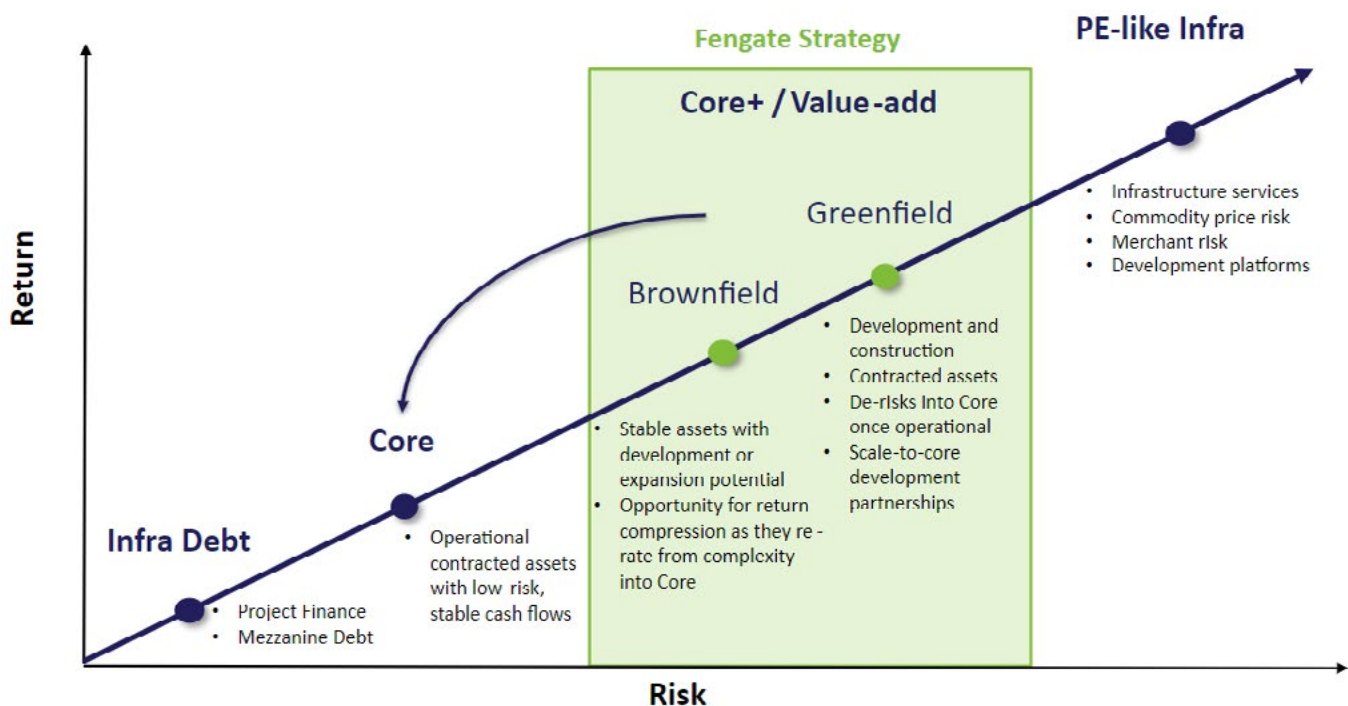 Fengate Strategy
PE-like Infra
Core+ / Value-add
Greenfield
Brownfield
Return
Core
Infra Debt
• Infrastructure services
• Commodity price risk
• Merchant risk
• Development platforms
• Development and
construction
• Contracted assets
• De-risks Into Core
once operational
• Scale-to-core
development
partnerships
• Stable assets with
development or
expansion potential
• Opportunity for return
compression as they re-
rate from complexity
into Core
• Operational
contracted assets
with low risk,
stable cash flows
• Project Finance
• Mezzanine Debt
Risk